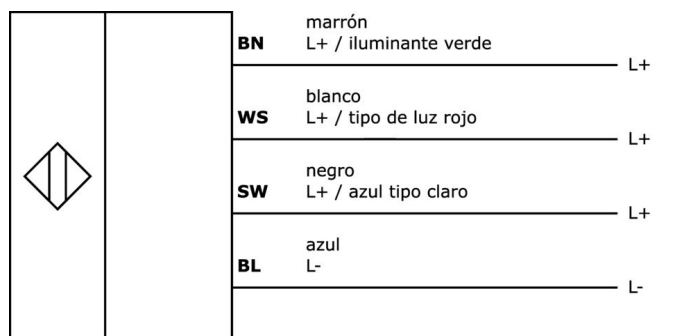 marrón
BN L+ / iluminante verde
L+
blanco
WS L+ / tipo de luz rojo
L+
negro
SW L+ / azul tipo claro
L+
azul
BL L-
L-